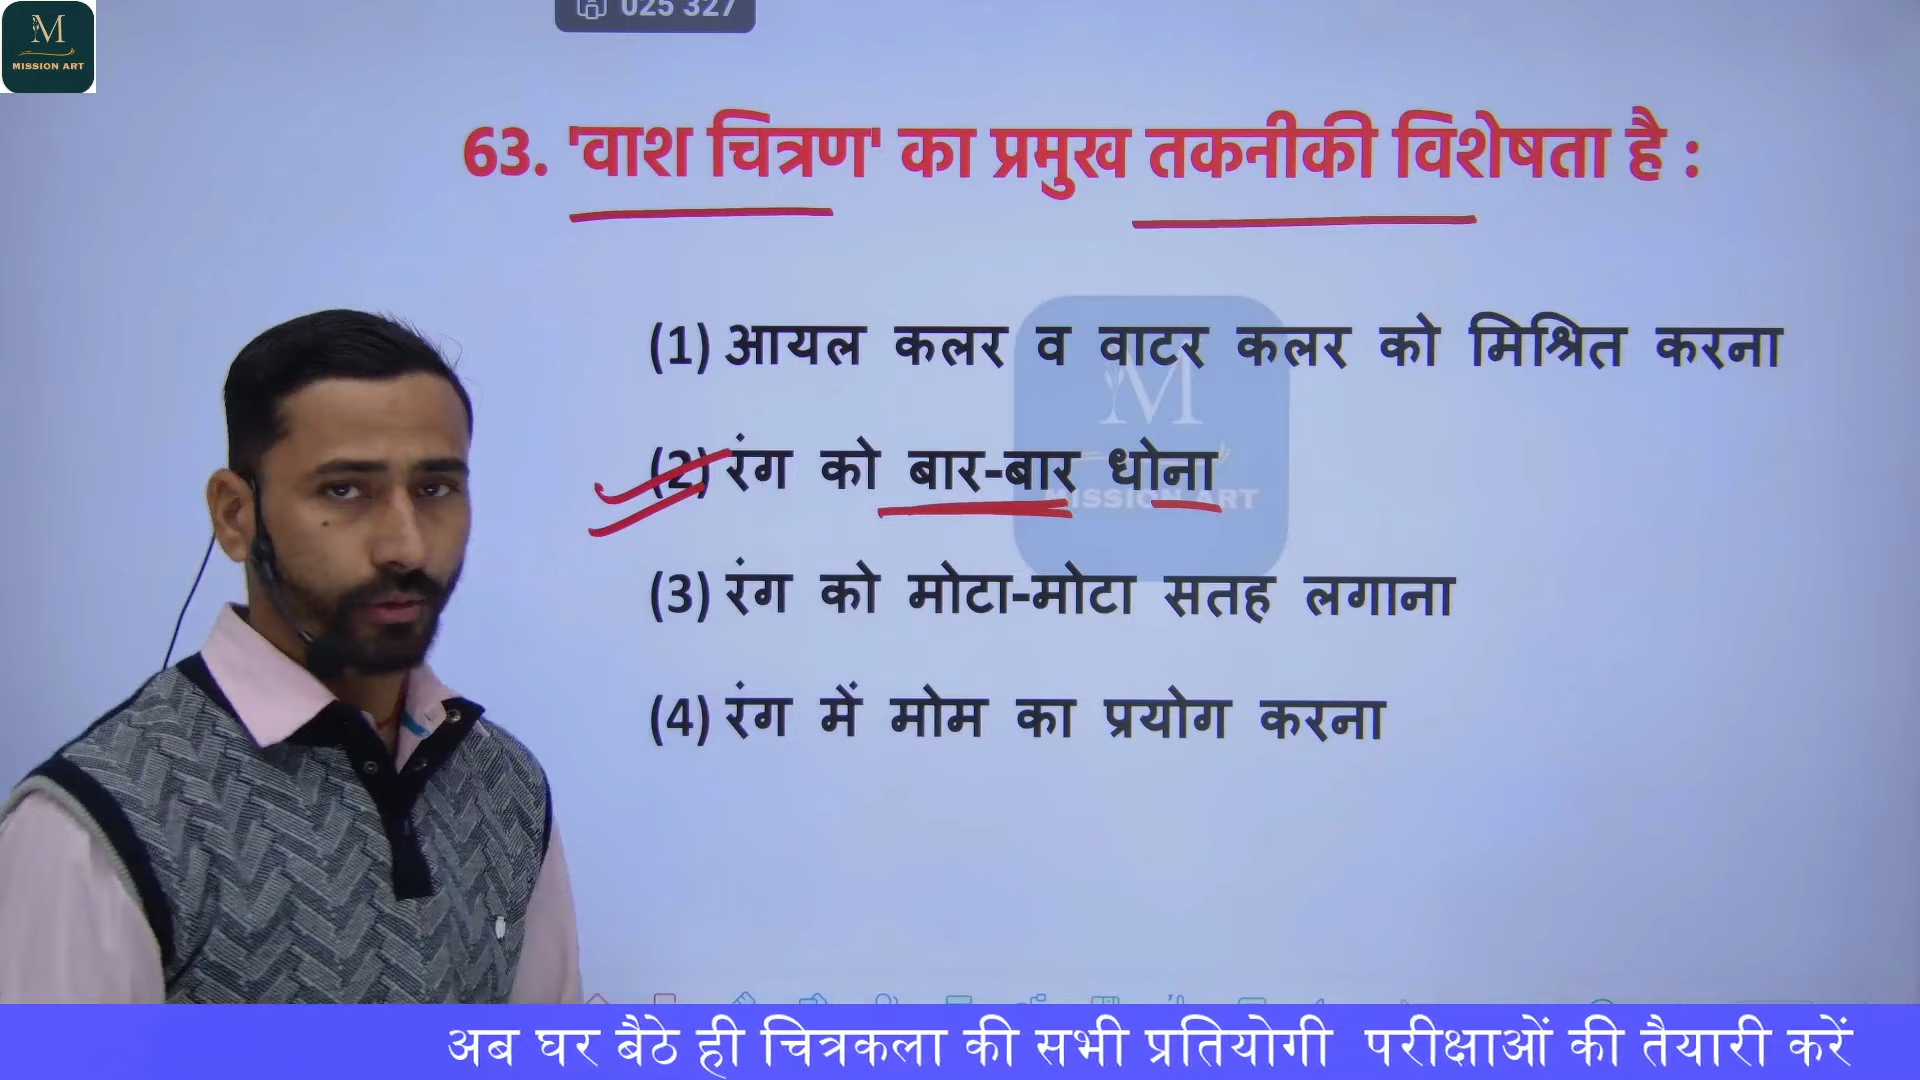 M
MISSION ART
025 327
63. 'वाश चित्रण' का प्रमुख तकनीकी विशेषता है :
(1) आयल कलर व वाटर कलर को मिश्रित करना
M
(2) रंग को बार-बार धोना
MISSION ART
(3) रंग को मोटा-मोटा सतह लगाना
(4) रंग में मोम का प्रयोग करना
अब घर बैठे ही चित्रकला की सभी प्रतियोगी परीक्षाओं की तैयारी करें